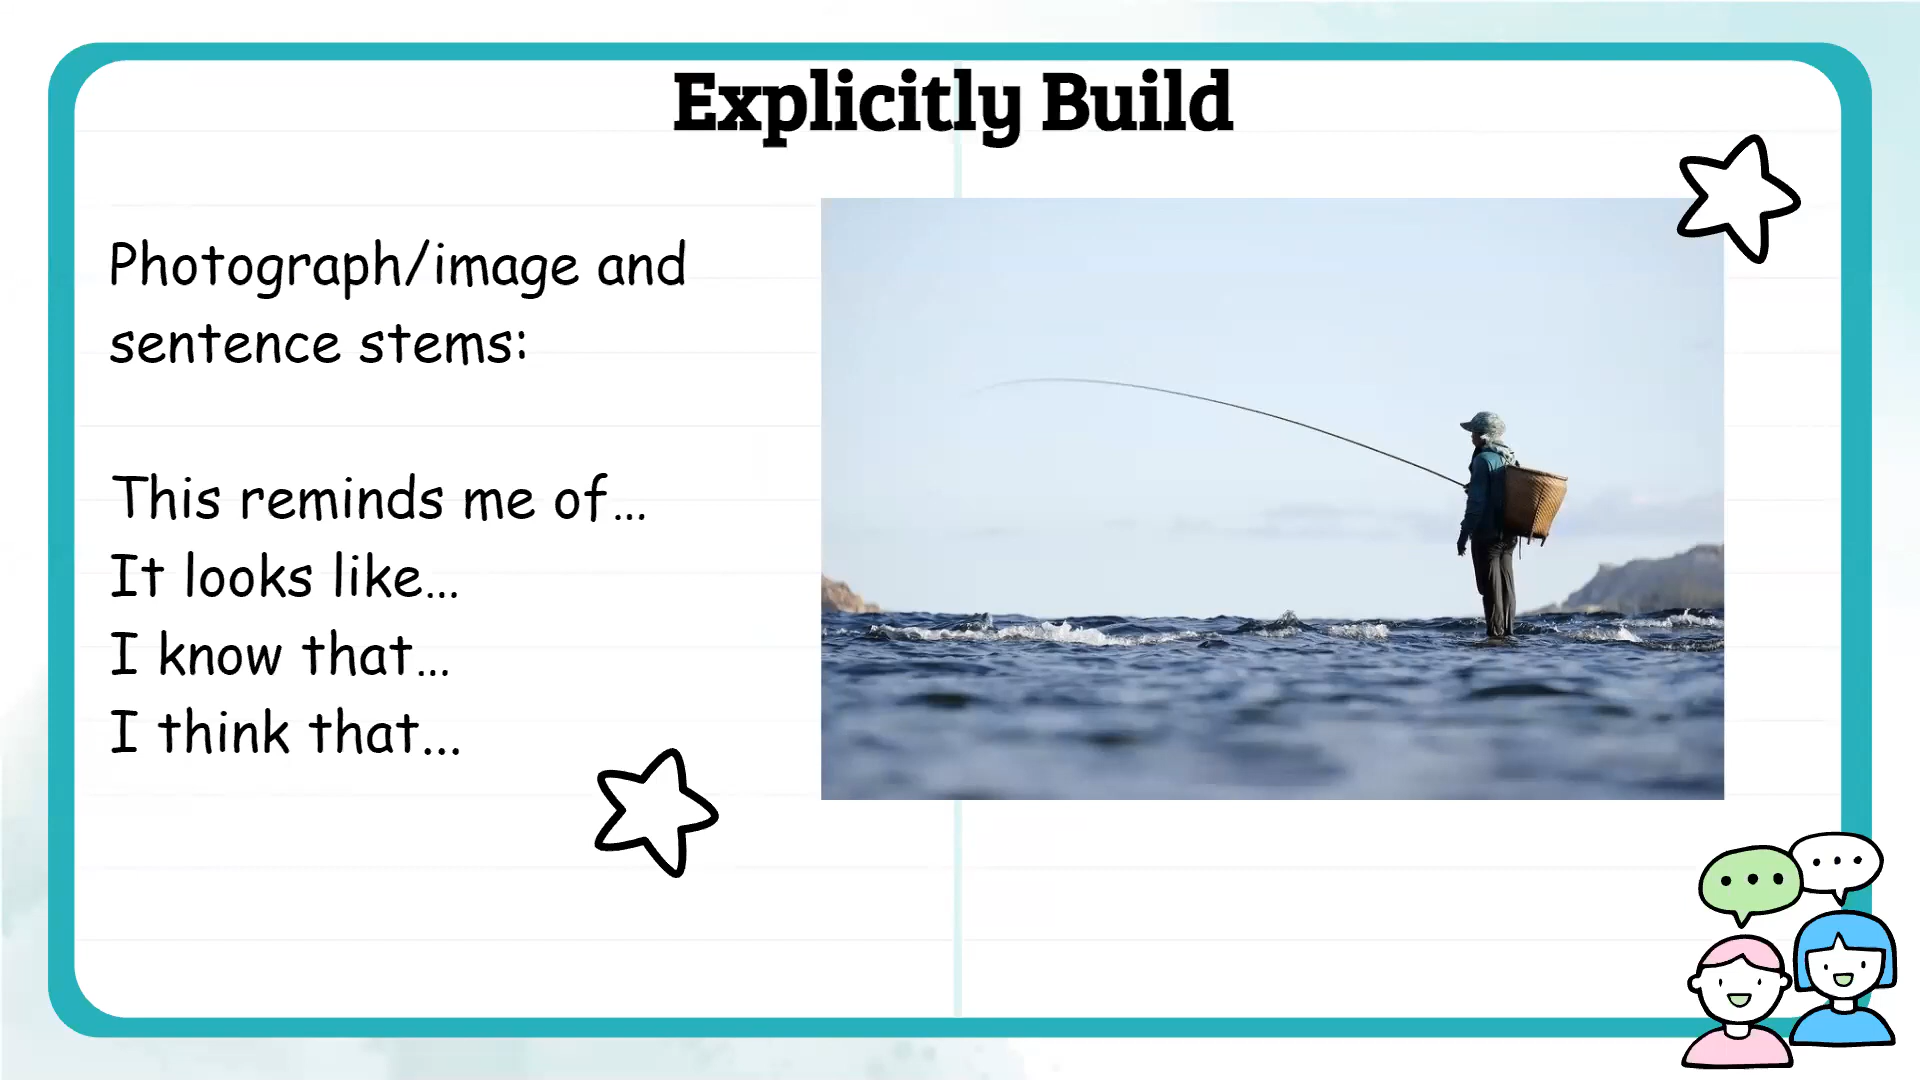 Explicitly Build
Photograph/image and
sentence stems:
This reminds me of...
It looks like...
I know that...
I think that...